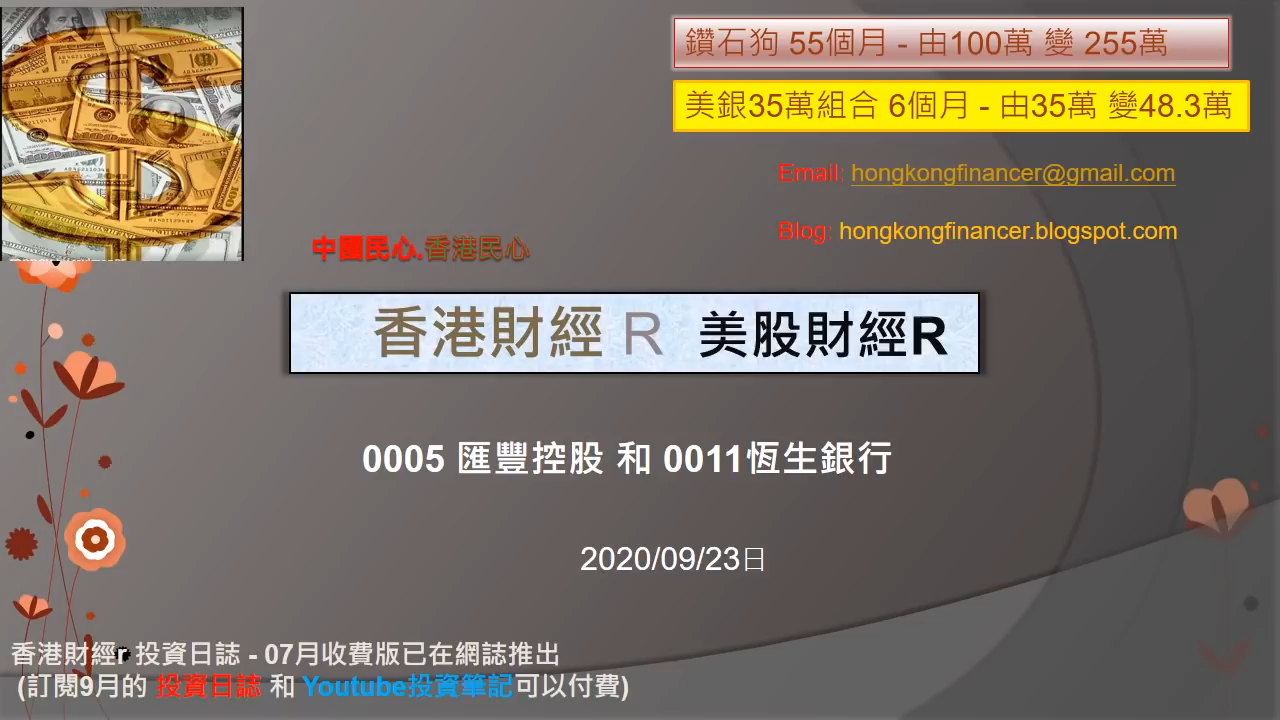 鑽石狗 55個月 - 由100萬 變 255萬
美銀35萬組合 6個月 - 由35萬 變48.3萬
Email: hongkongfinancer@gmail.com
Blog: hongkongfinancer.blogspot.com
中國民心.香港民心
香港財經 R 美股財經R
0005 匯豐控股 和 0011恆生銀行
2020/09/23日
香港財經r 投資日誌 - 07月收費版已在網誌推出
(訂閱9月的 投資日誌 和 Youtube投資筆記可以付費)